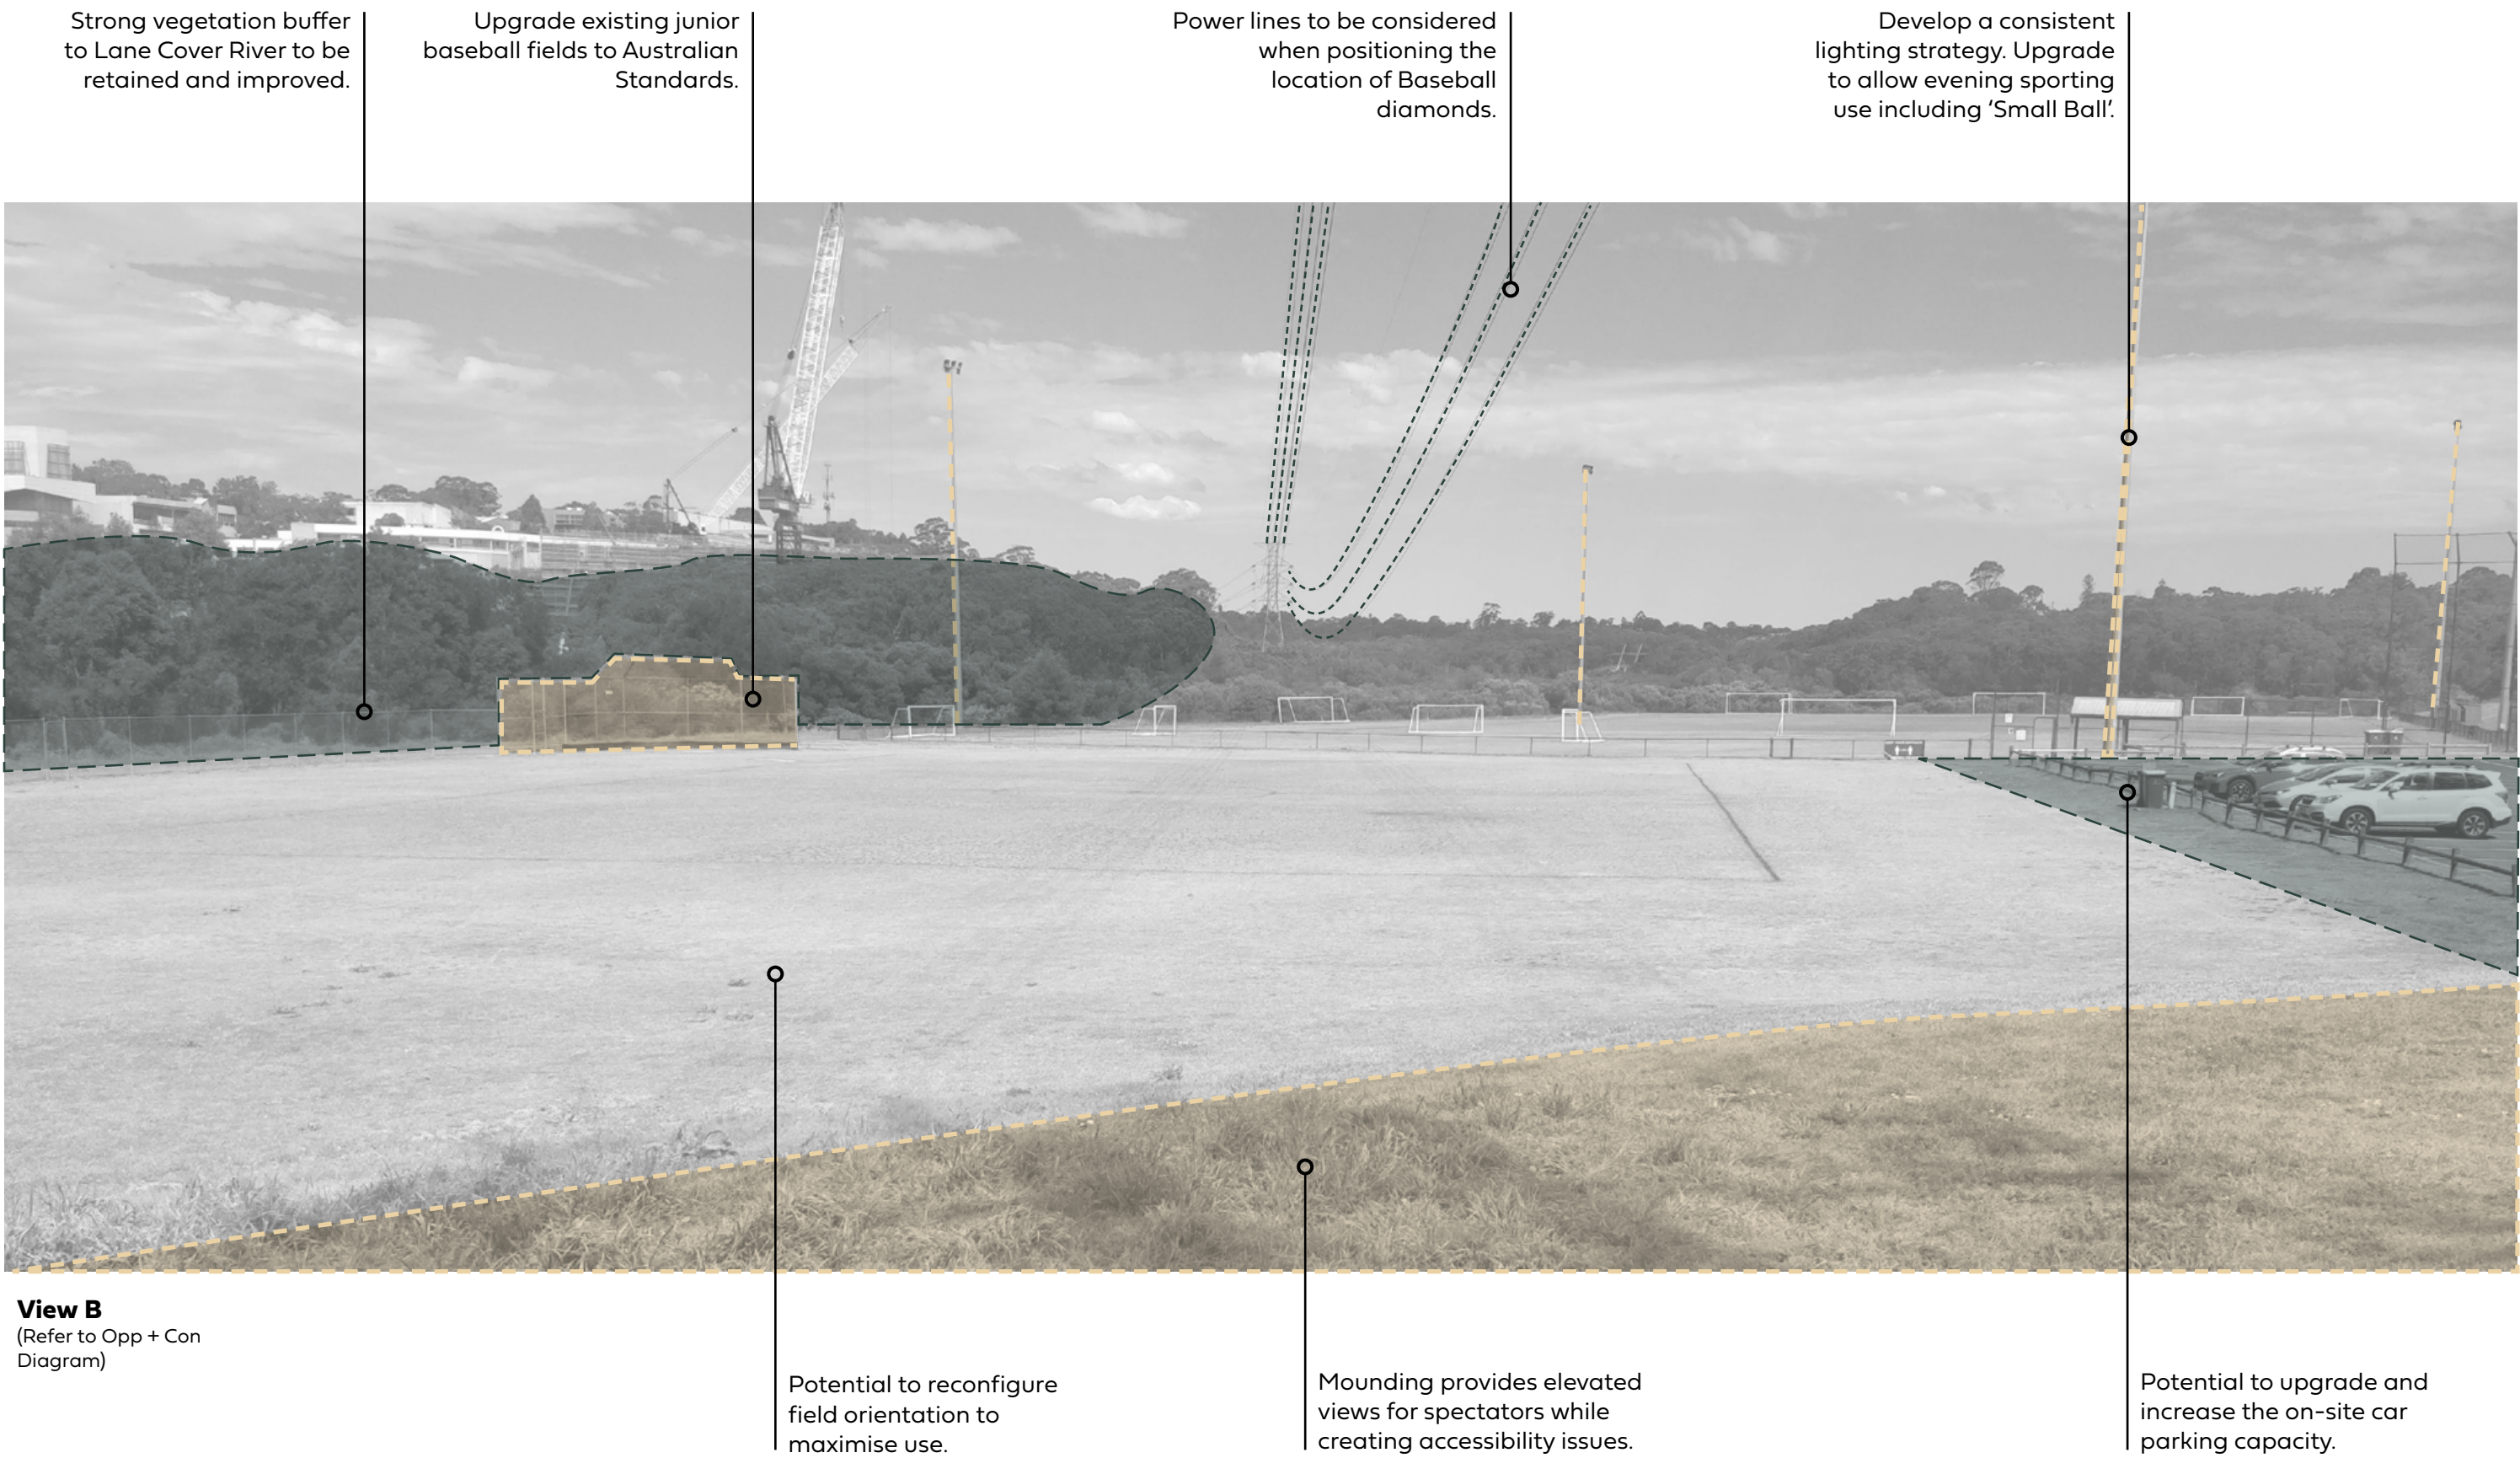 Strong vegetation buffer
to Lane Cover River to be
retained and improved.
Upgrade existing junior
baseball fields to Australian
Standards.
Power lines to be considered
when positioning the
location of Baseball
diamonds.
Develop a consistent
lighting strategy. Upgrade
to allow evening sporting
use including ‘Small Ball’.
View B
(Refer to Opp + Con
Diagram)
Potential to reconfigure
field orientation to
maximise use.
Mounding provides elevated
views for spectators while
creating accessibility issues.
Potential to upgrade and
increase the on-site car
parking capacity.